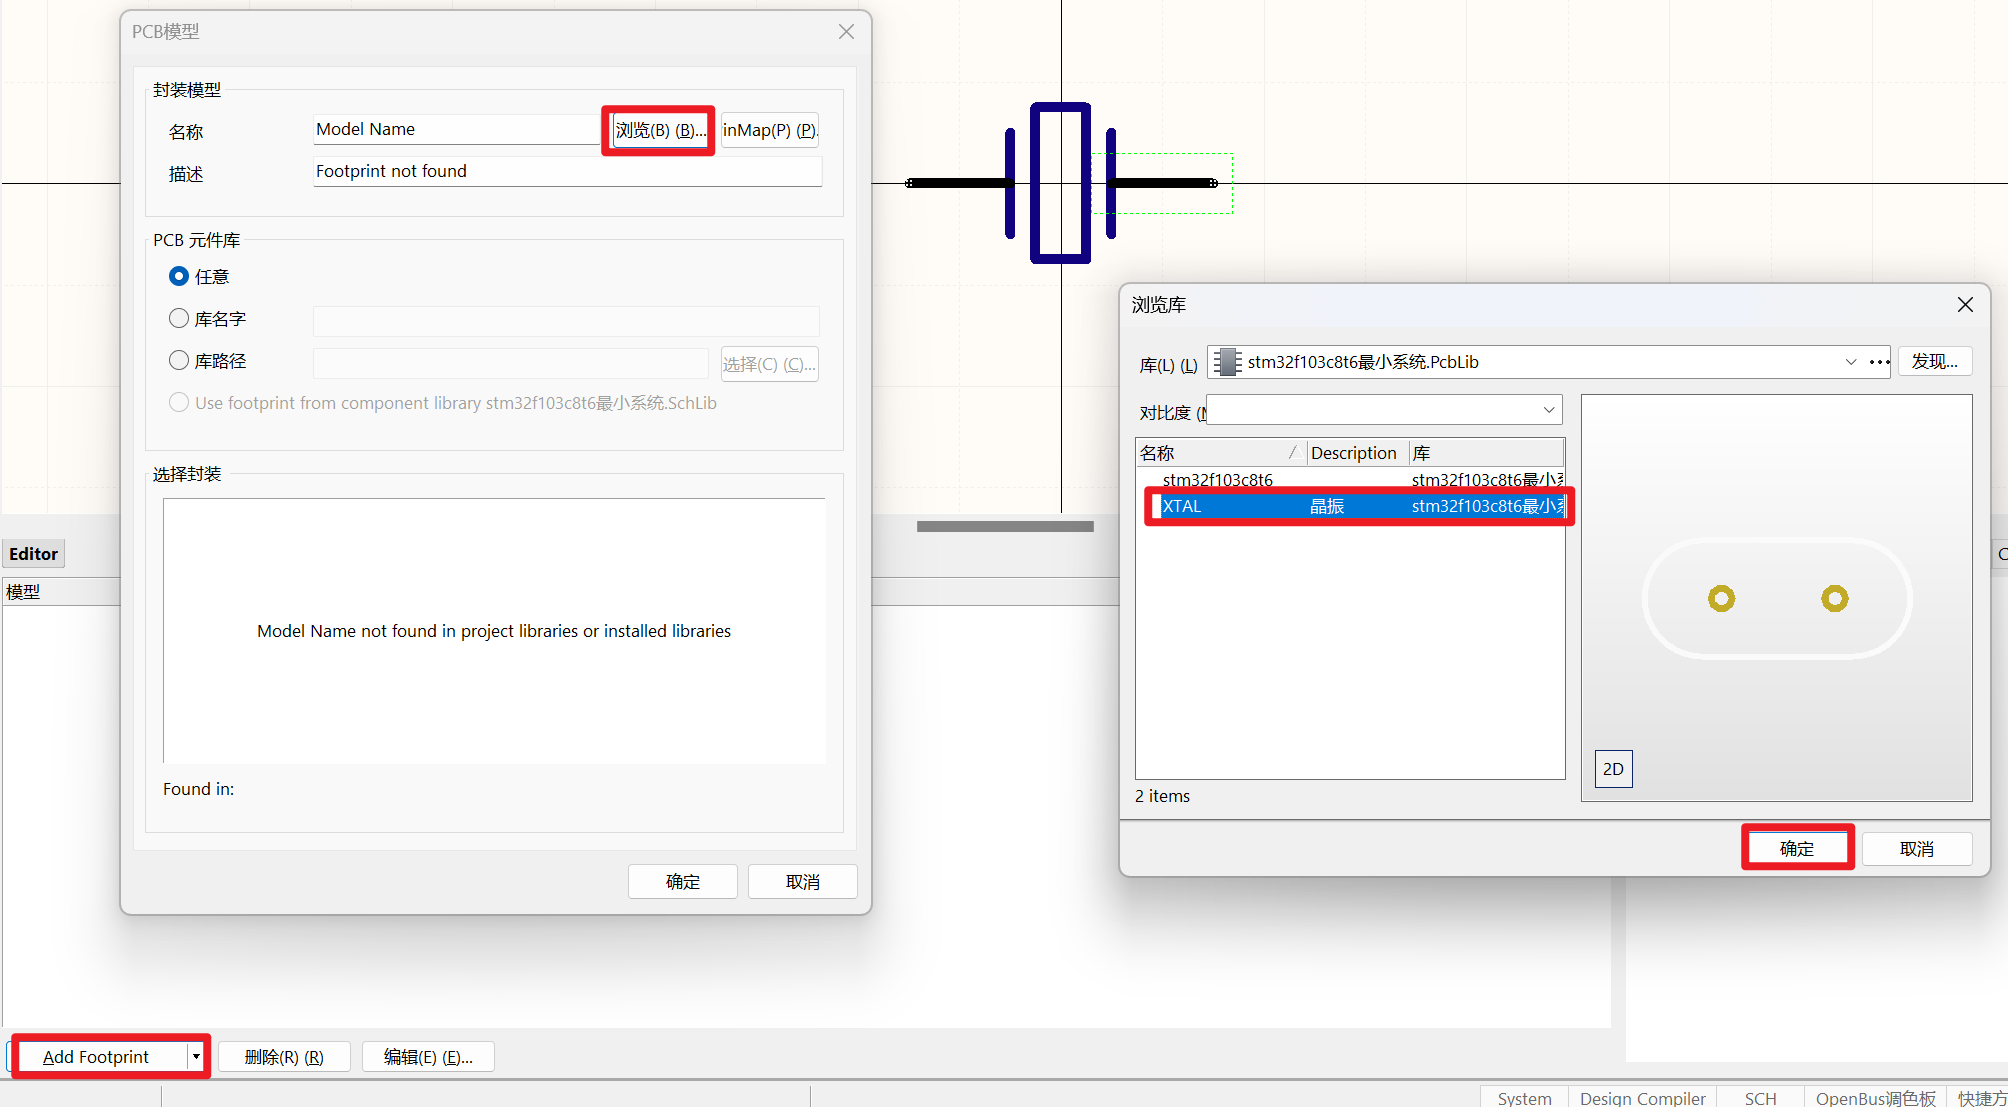 PCB模型
封装模型
名称
Model Name
浏览(B) (B)...
inMap(P) (P).
描述
Footprint not found
PCB 元件库
任意
库名字
库路径
选择(C) (C)...
Use footprint from component library stm32f103c8t6最小系统.SchLib
选择封装
Model Name not found in project libraries or installed libraries
Found in:
确定
取消
浏览库
库(L) (L)
stm32f103c8t6最小系统.PcbLib
发现...
对比度 (M
名称
Description
库
stm32f103c8t6
stm32f103c8t6最小系
XTAL
晶振
stm32f103c8t6最小系
2D
2 items
确定
取消
Editor
模型
Add Footprint
删除(R) (R)
编辑(E) (E)...
System
Design Compiler
SCH
OpenBus调色板
快捷方